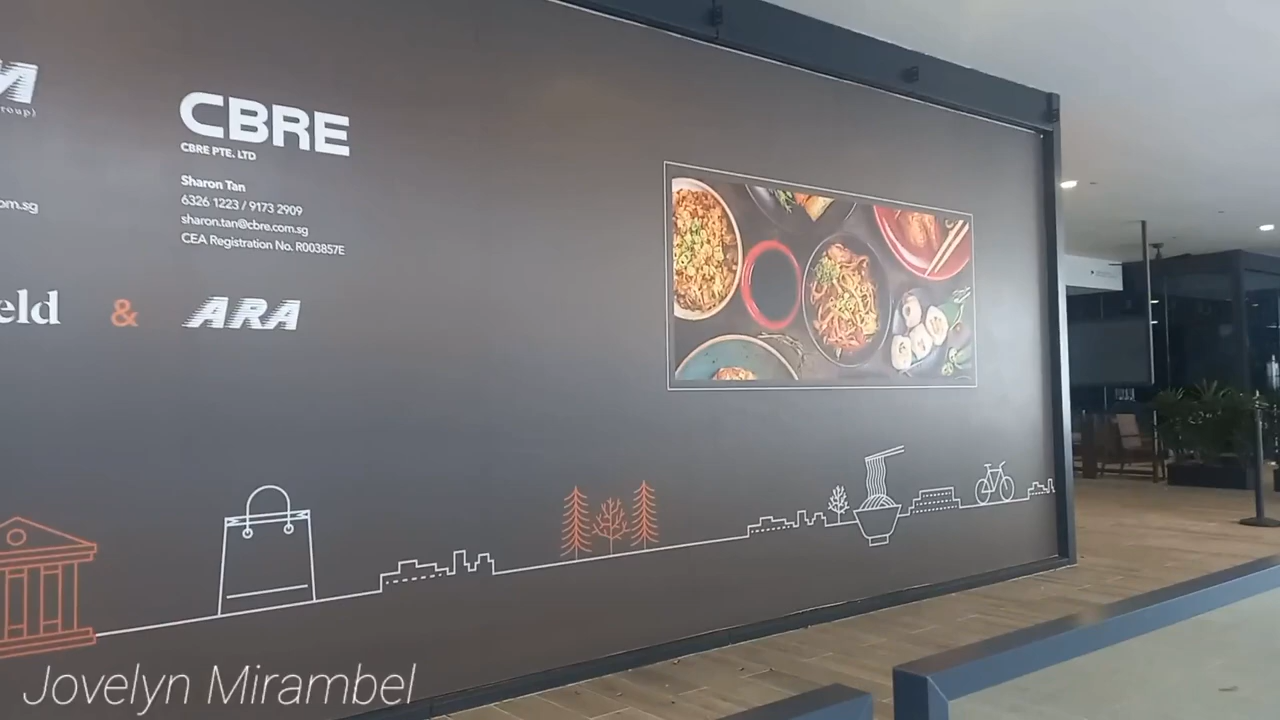 roup)
om.sg
CBRE
CBRE PTE. LTD
Sharon Tan
6326 1223 / 9173 2909
sharon.tan@cbre.com.sg
CEA Registration No. R003857E
eld & ARA
Jovelyn Mirambel